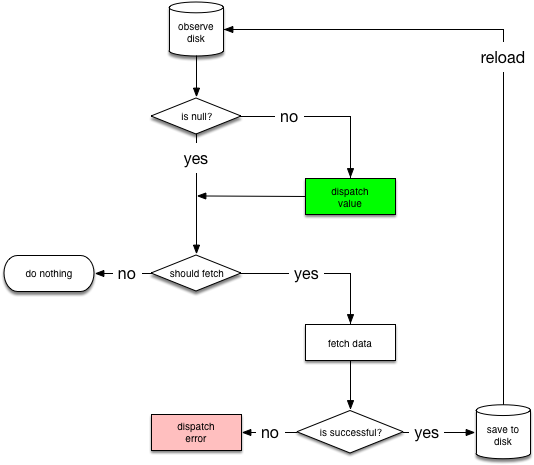 observe
disk
reload
is null?
no
yes
dispatch
value
do nothing
no
should fetch
yes
fetch data
dispatch
error
no
is successful?
yes
save to
disk